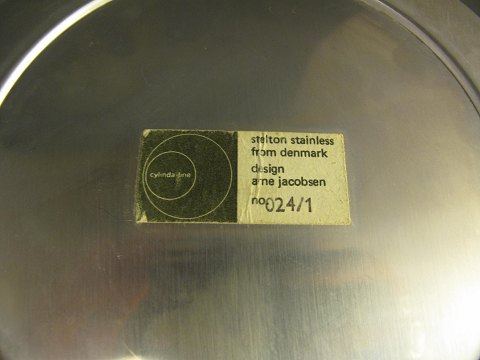 cylinda-line
stelton stainless
from denmark
design
arne jacobsen
no 024/1